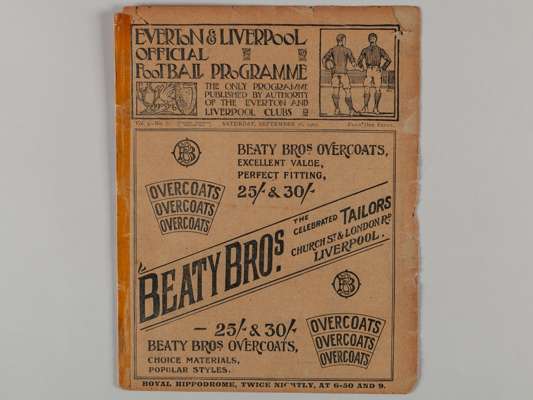 EVERTON & LIVERPOOL
OFFICIAL
FOOTBALL PROGRAMME
THE ONLY PROGRAMME
PUBLISHED BY AUTHORITY
OF THE EVERTON AND
LIVERPOOL CLUBS
SATURDAY, SEPTEMBER
BEATY BROS OVERCOATS,
EXCELLENT VALUE,
PERFECT FITTING,
25/- & 30/-
OVERCOATS
OVERCOATS
OVERCOATS
BEATY BROS.
THE
CELEBRATED TAILORS
CHURCH ST & LONDON RD
LIVERPOOL.
— 25/- & 30/-
BEATY BROS OVERCOATS,
CHOICE MATERIALS,
POPULAR STYLES.
OVERCOATS
OVERCOATS
OVERCOATS
ROYAL HIPPODROME, TWICE NIGHTLY, AT 6-50 AND 9.